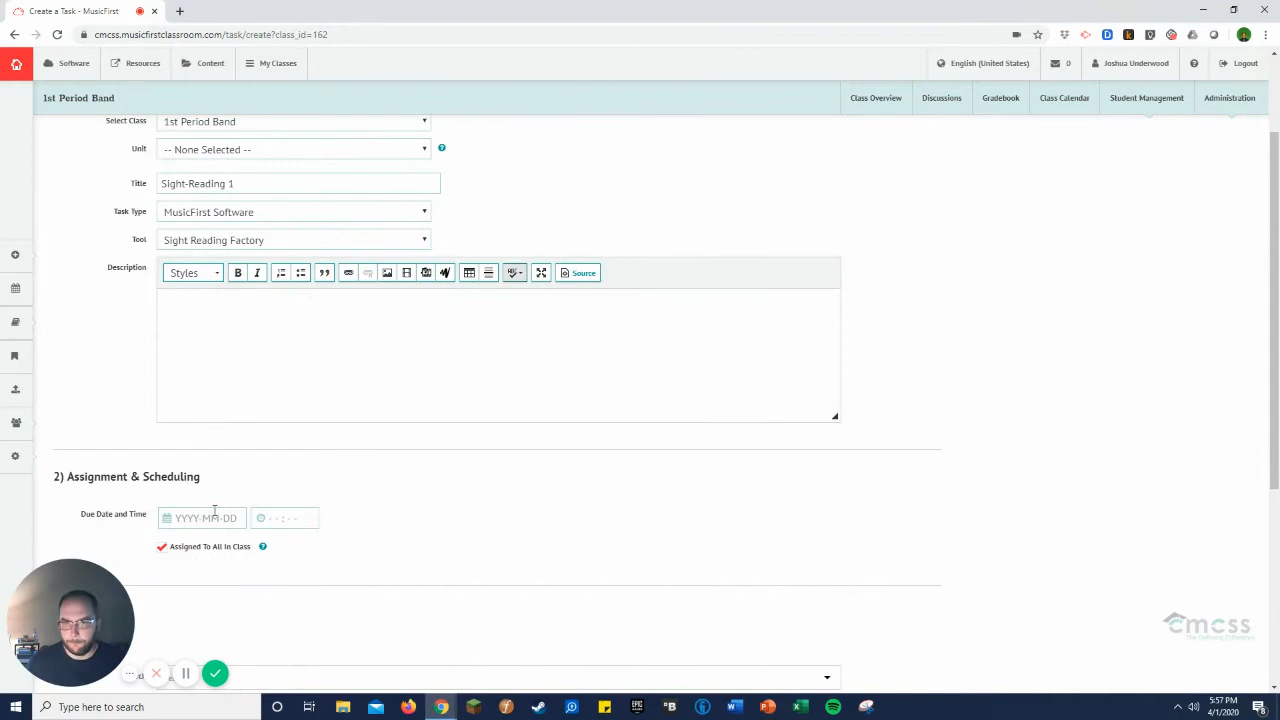 Create a Task - MusicFirst
cmcss.musicfirstclassroom.com/task/create?class_id=162
Software Resources Content My Classes English (United States) 0 Joshua Underwood Logout
1st Period Band Class Overview Discussions Gradebook Class Calendar Student Management Administration
Select Class 1st Period Band
Unit -- None Selected --
Title Sight-Reading 1
Task Type MusicFirst Software
Tool Sight Reading Factory
Description Styles B I Source
2) Assignment & Scheduling
Due Date and Time YYYY-MM-DD --:--
Assigned To All In Class
cmcss
The Defining Difference
Type here to search
5:57 PM
4/1/2020